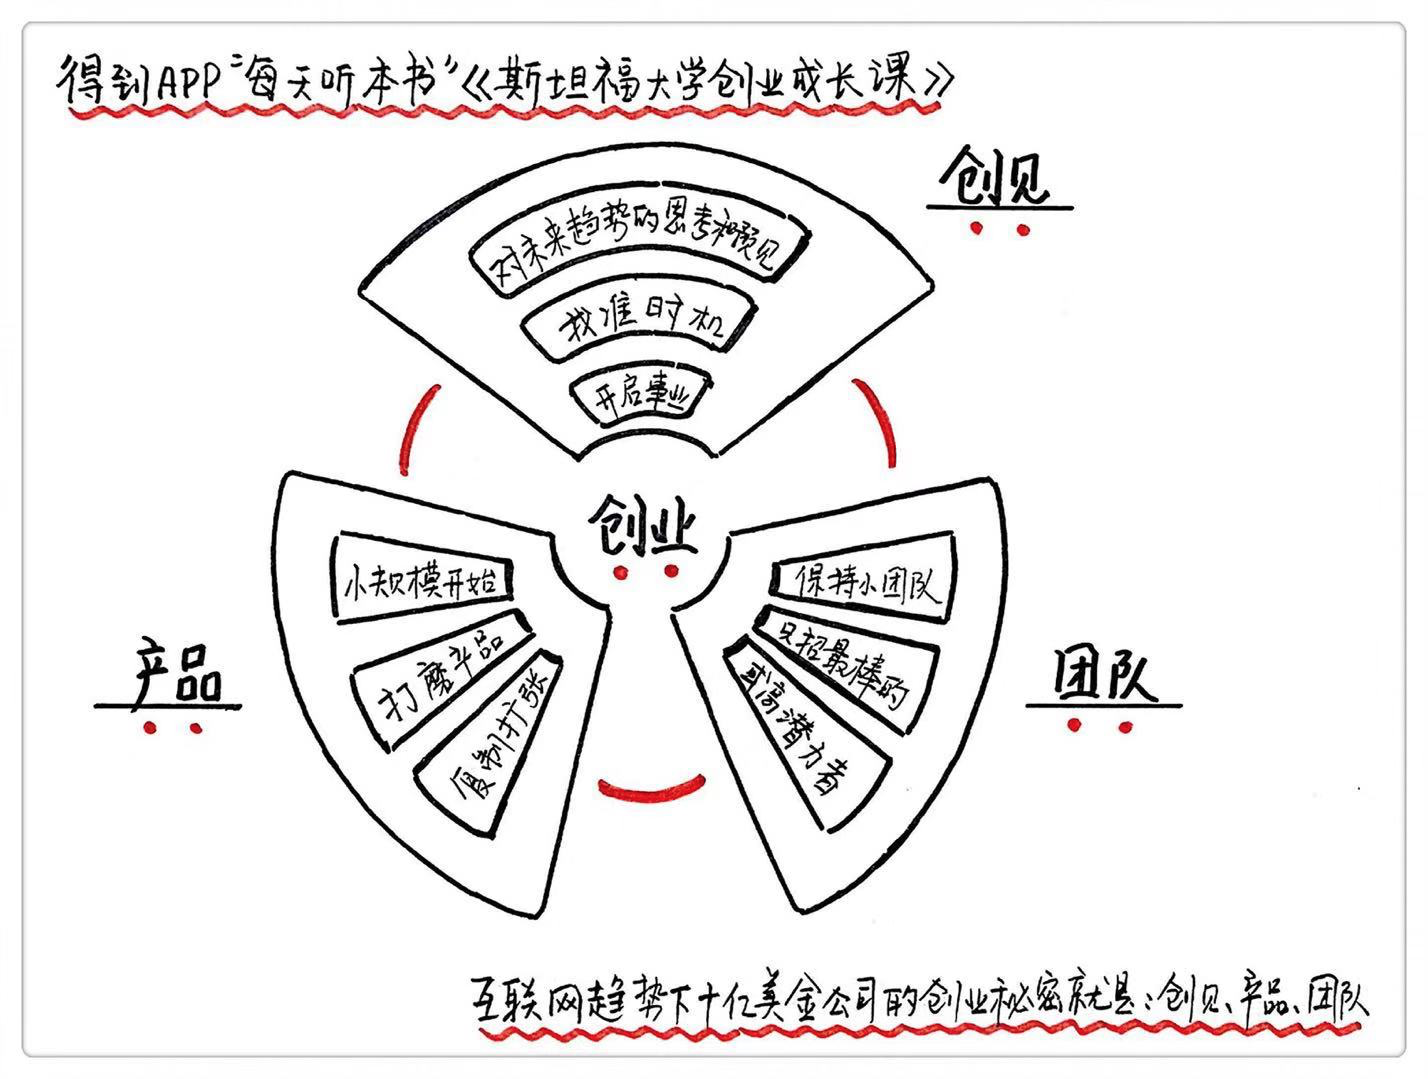 得到APP“每天听本书”《斯坦福大学创业成长课》
创见
对未来趋势的思考和预见
找准时机
开启事业
创业
产品
小规模开始
打磨产品
复制扩张
团队
保持小团队
只招最棒的
或高潜力者
互联网趋势下十亿美金公司的创业秘密就是：创见、产品、团队